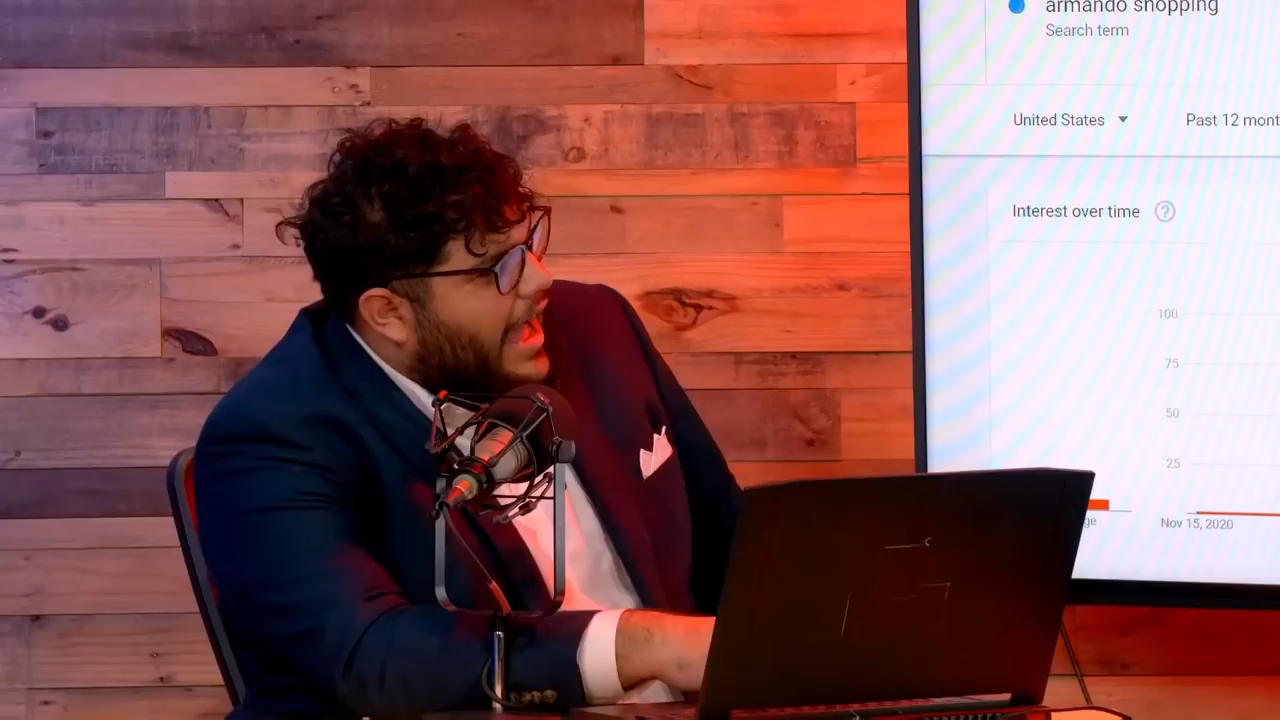 armando shopping
Search term
United States
Past 12 mont
Interest over time
?
100
75
50
25
ge
Nov 15, 2020